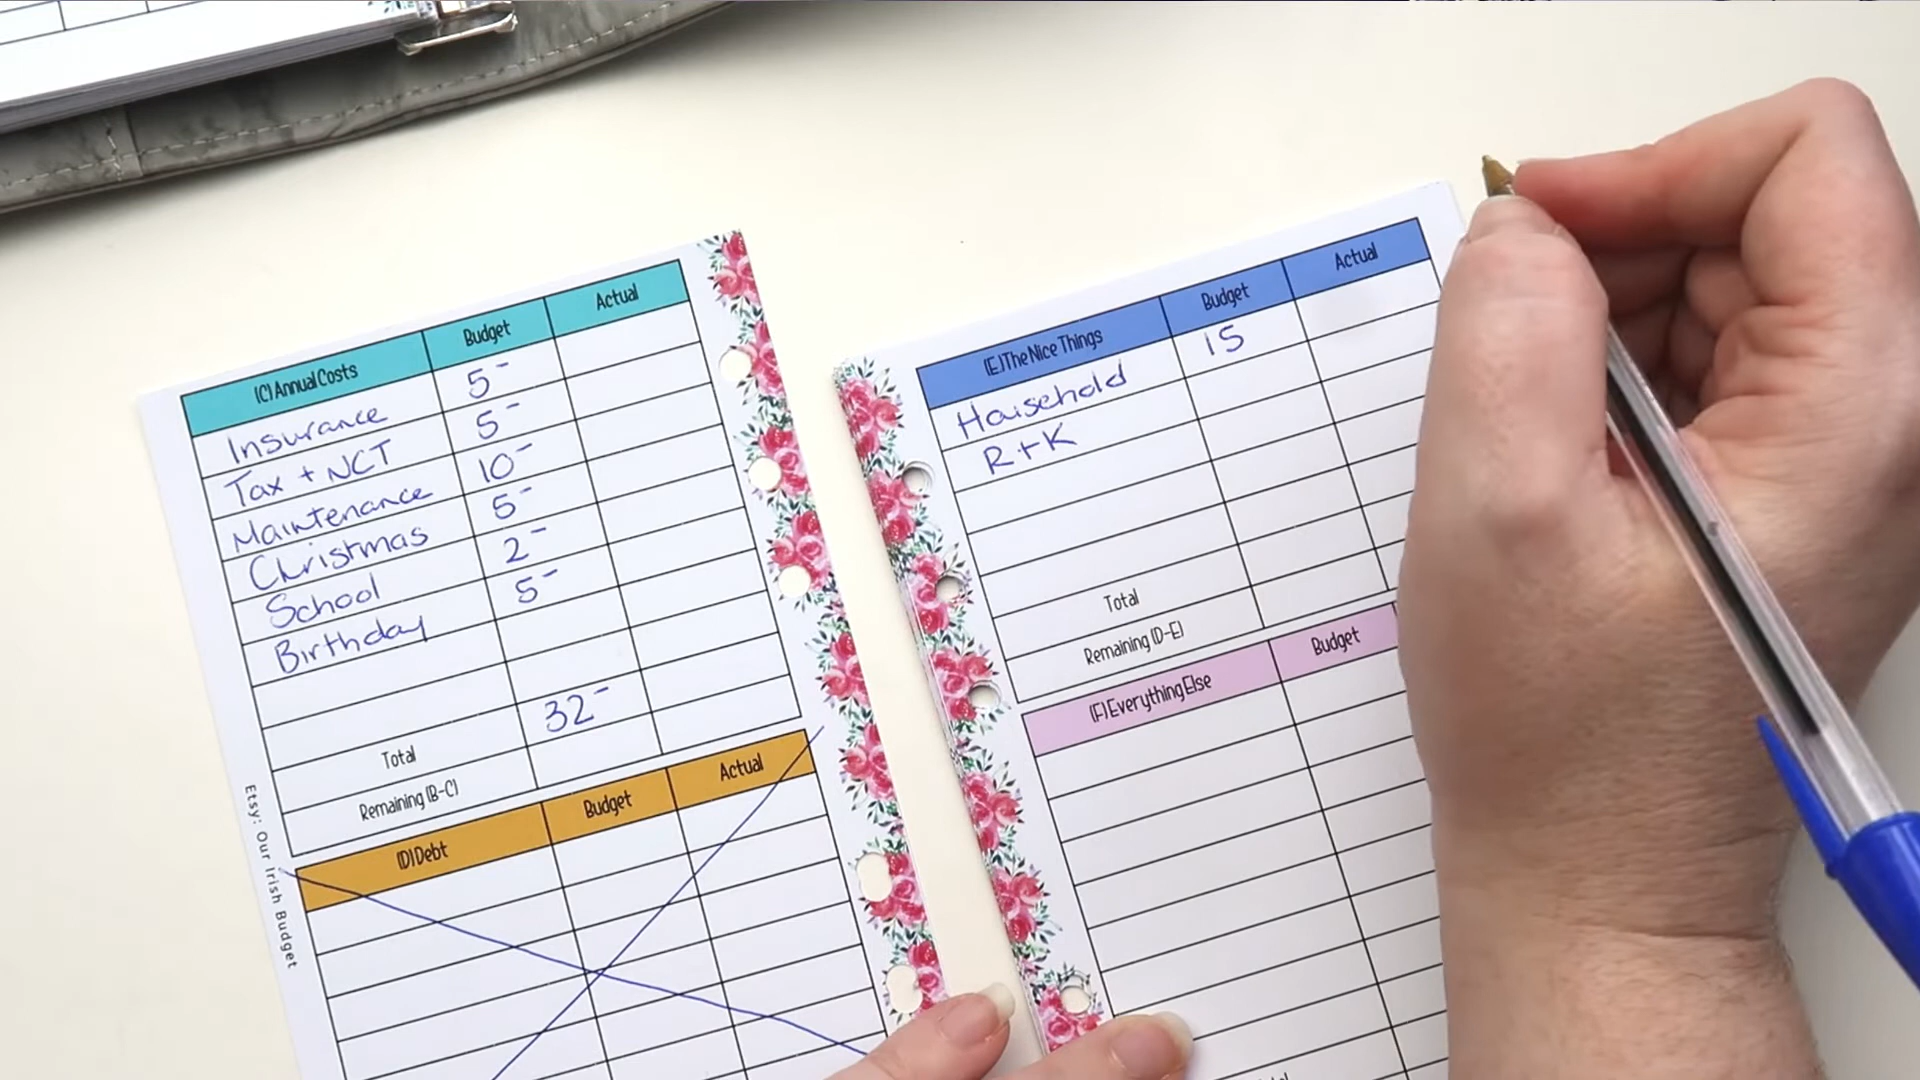 (C) Annual Costs Budget Actual
Insurance 5-
Tax + NCT 5-
Maintenance 10-
Christmas 5-
School 2-
Birthday 5-
Total 32-
Remaining (B-C)
(D) Debt Budget Actual
Etsy: Our Irish Budget
(E) The Nice Things Budget Actual
Household 15
R+K
Total
Remaining (D-E)
(F) Everything Else Budget